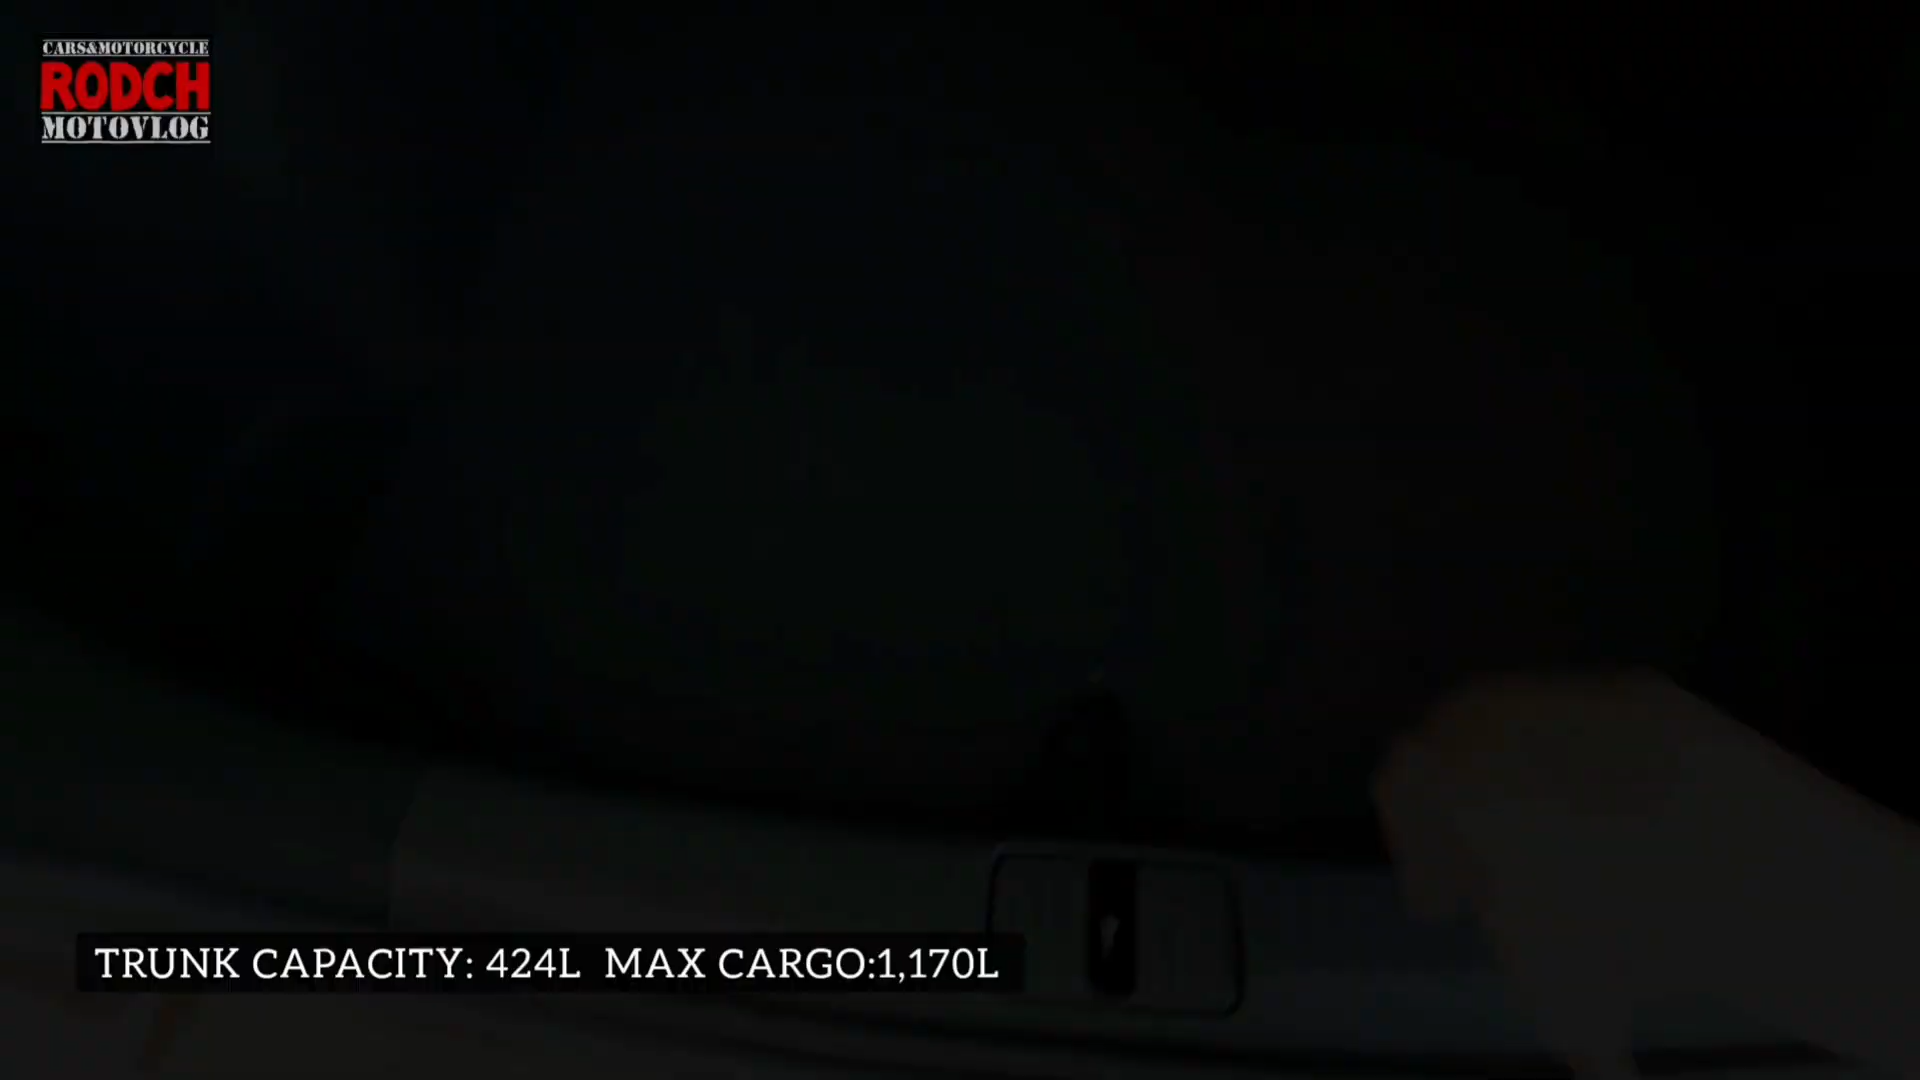 CARS&MOTORCYCLE
RODCH
MOTOVLOG
TRUNK CAPACITY: 424L  MAX CARGO:1,170L